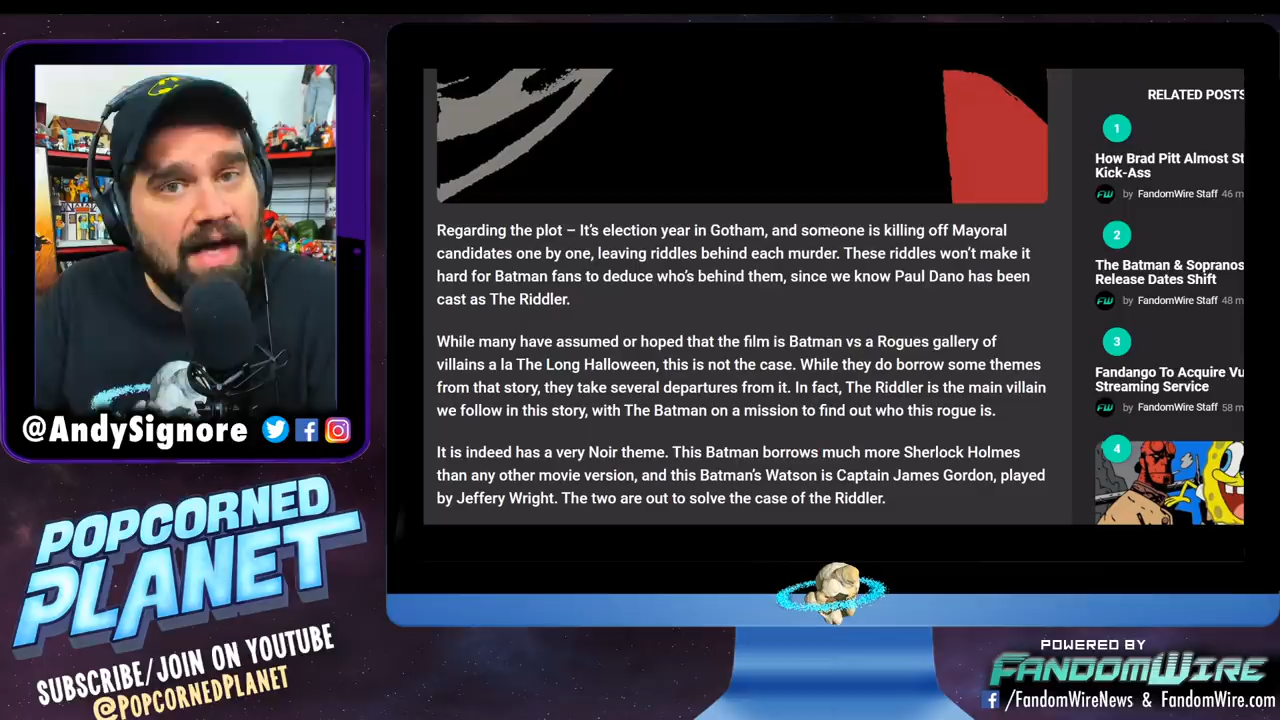 RELATED POSTS
1
How Brad Pitt Almost St
Kick-Ass
FW by FandomWire Staff 46 m
2
The Batman & Sopranos
Release Dates Shift
FW by FandomWire Staff 48 m
3
Fandango To Acquire Vu
Streaming Service
FW by FandomWire Staff 58 m
4
Regarding the plot – It's election year in Gotham, and someone is killing off Mayoral
candidates one by one, leaving riddles behind each murder. These riddles won't make it
hard for Batman fans to deduce who's behind them, since we know Paul Dano has been
cast as The Riddler.
While many have assumed or hoped that the film is Batman vs a Rogues gallery of
villains a la The Long Halloween, this is not the case. While they do borrow some themes
from that story, they take several departures from it. In fact, The Riddler is the main villain
we follow in this story, with The Batman on a mission to find out who this rogue is.
It is indeed has a very Noir theme. This Batman borrows much more Sherlock Holmes
than any other movie version, and this Batman's Watson is Captain James Gordon, played
by Jeffery Wright. The two are out to solve the case of the Riddler.
@AndySignore
POPCORNED
PLANET
SUBSCRIBE/JOIN ON YOUTUBE
@POPCORNEDPLANET
POWERED BY
FANDOMWIRE
/FandomWireNews & FandomWire.com